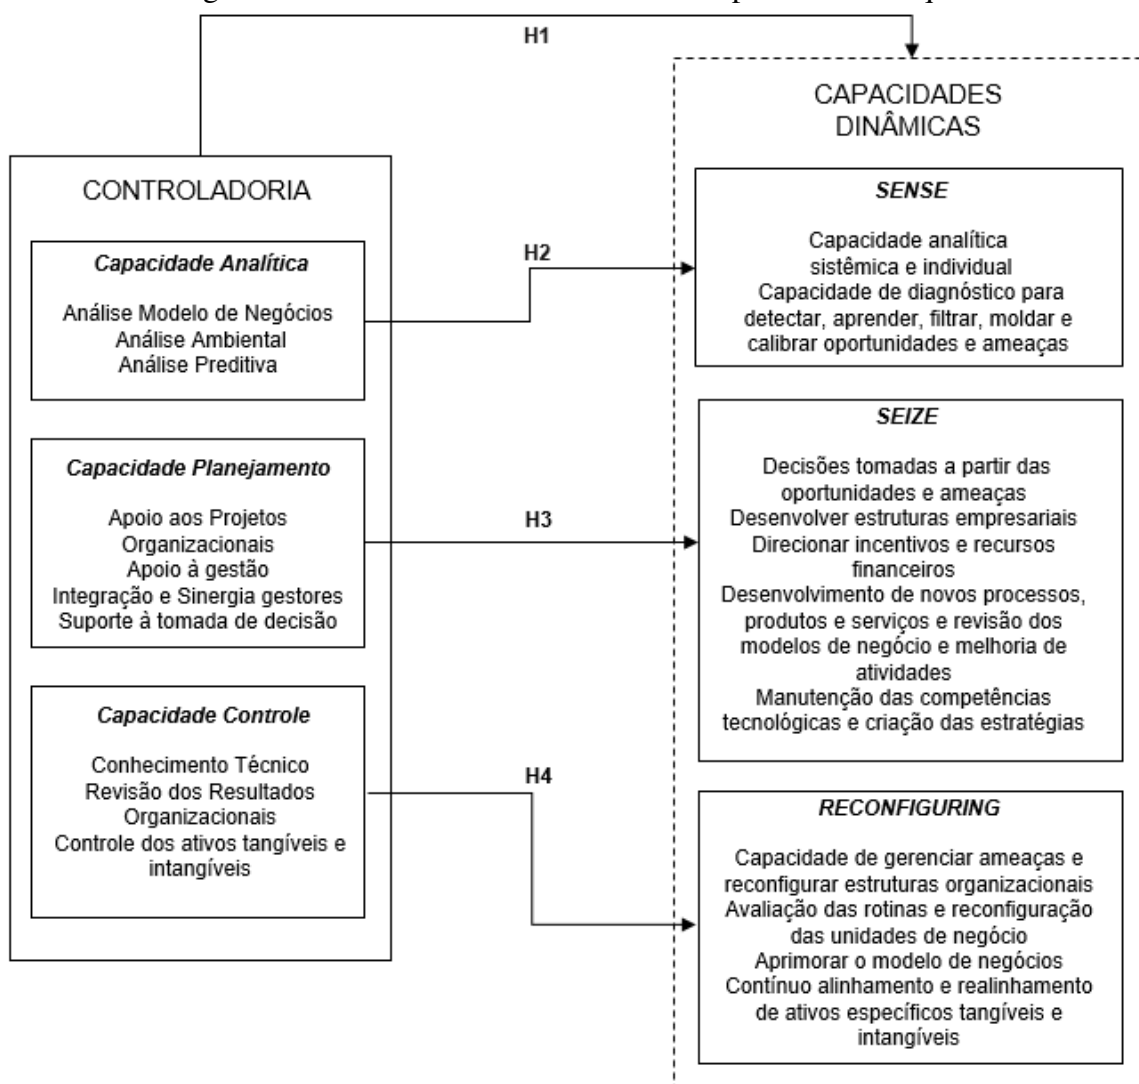 H1
CONTROLADORIA
Capacidade Analítica
Análise Modelo de Negócios
Análise Ambiental
Análise Preditiva
Capacidade Planejamento
Apoio aos Projetos
Organizacionais
Apoio à gestão
Integração e Sinergia gestores
Suporte à tomada de decisão
Capacidade Controle
Conhecimento Técnico
Revisão dos Resultados
Organizacionais
Controle dos ativos tangíveis e
intangíveis
H2
H3
H4
CAPACIDADES
DINÂMICAS
SENSE
Capacidade analítica
sistêmica e individual
Capacidade de diagnóstico para
detectar, aprender, filtrar, moldar e
calibrar oportunidades e ameaças
SEIZE
Decisões tomadas a partir das
oportunidades e ameaças
Desenvolver estruturas empresariais
Direcionar incentivos e recursos
financeiros
Desenvolvimento de novos processos,
produtos e serviços e revisão dos
modelos de negócio e melhoria de
atividades
Manutenção das competências
tecnológicas e criação das estratégias
RECONFIGURING
Capacidade de gerenciar ameaças e
reconfigurar estruturas organizacionais
Avaliação das rotinas e reconfiguração
das unidades de negócio
Aprimorar o modelo de negócios
Contínuo alinhamento e realinhamento
de ativos específicos tangíveis e
intangíveis